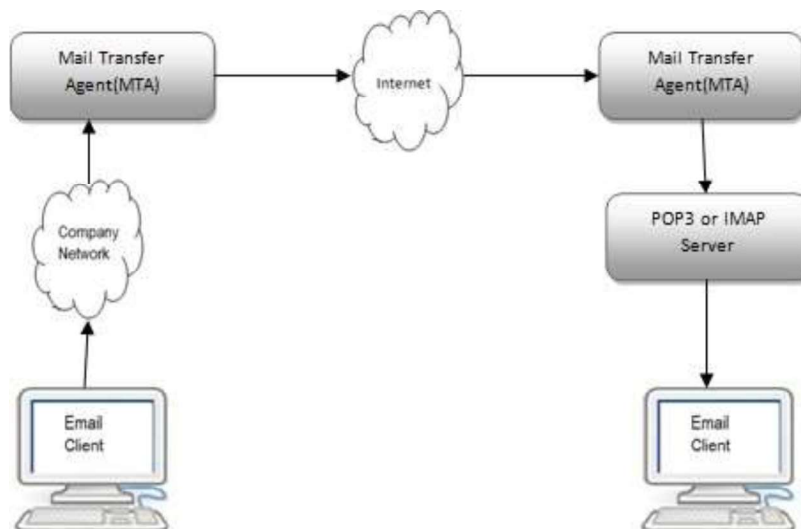 Mail Transfer
Agent(MTA)
Internet
Mail Transfer
Agent(MTA)
Company
Network
POP3 or IMAP
Server
Email
Client
Email
Client